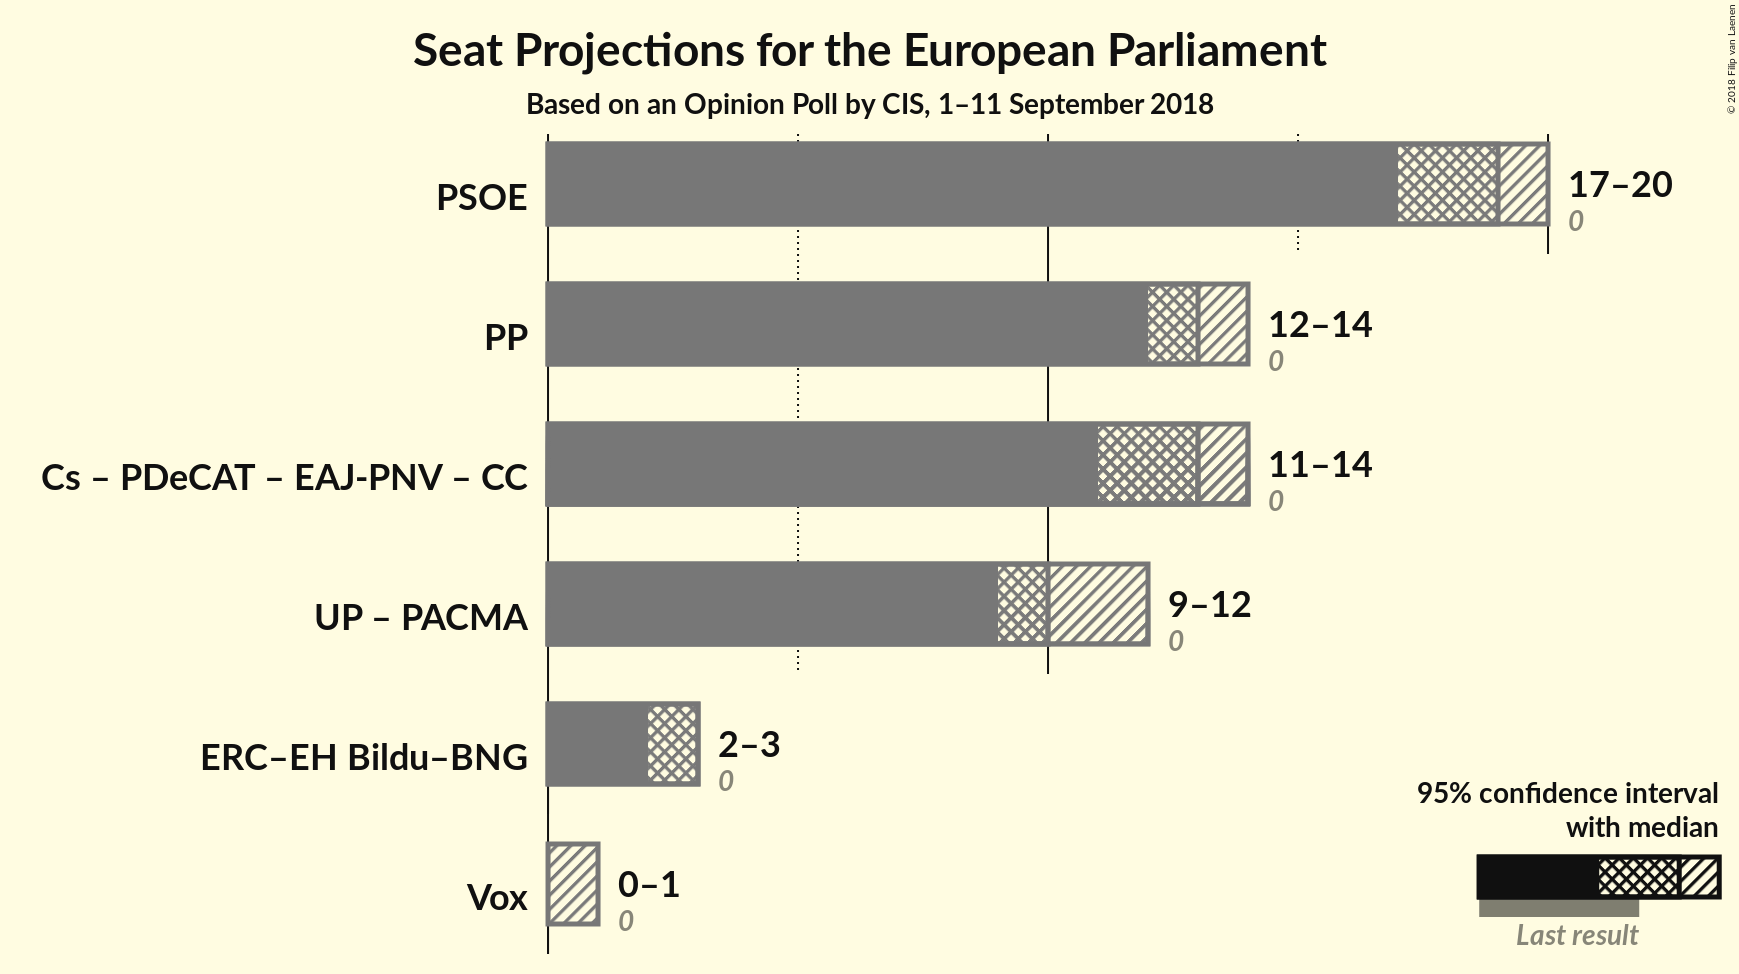 Seat Projections for the European Parliament
Based on an Opinion Poll by CIS, 1–11 September 2018
© 2018 Filip van Laenen
PSOE
17–20
0
PP
12–14
0
Cs – PDeCAT – EAJ-PNV – CC
11–14
0
UP – PACMA
9–12
0
ERC–EH Bildu–BNG
2–3
0
Vox
0–1
0
95% confidence interval
with median
Last result